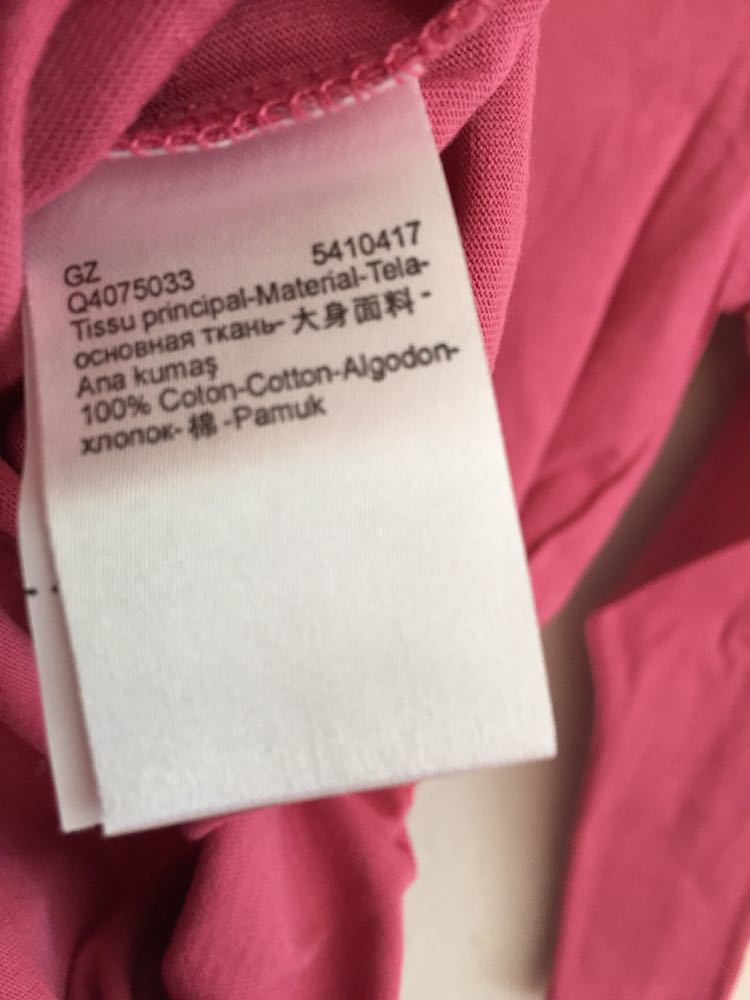 GZ
Q4075033 5410417
Tissu principal-Material-Tela-
основная ткань- 大身面料 -
Ana kumaş
100% Coton-Cotton-Algodon-
хлопок- 棉 -Pamuk